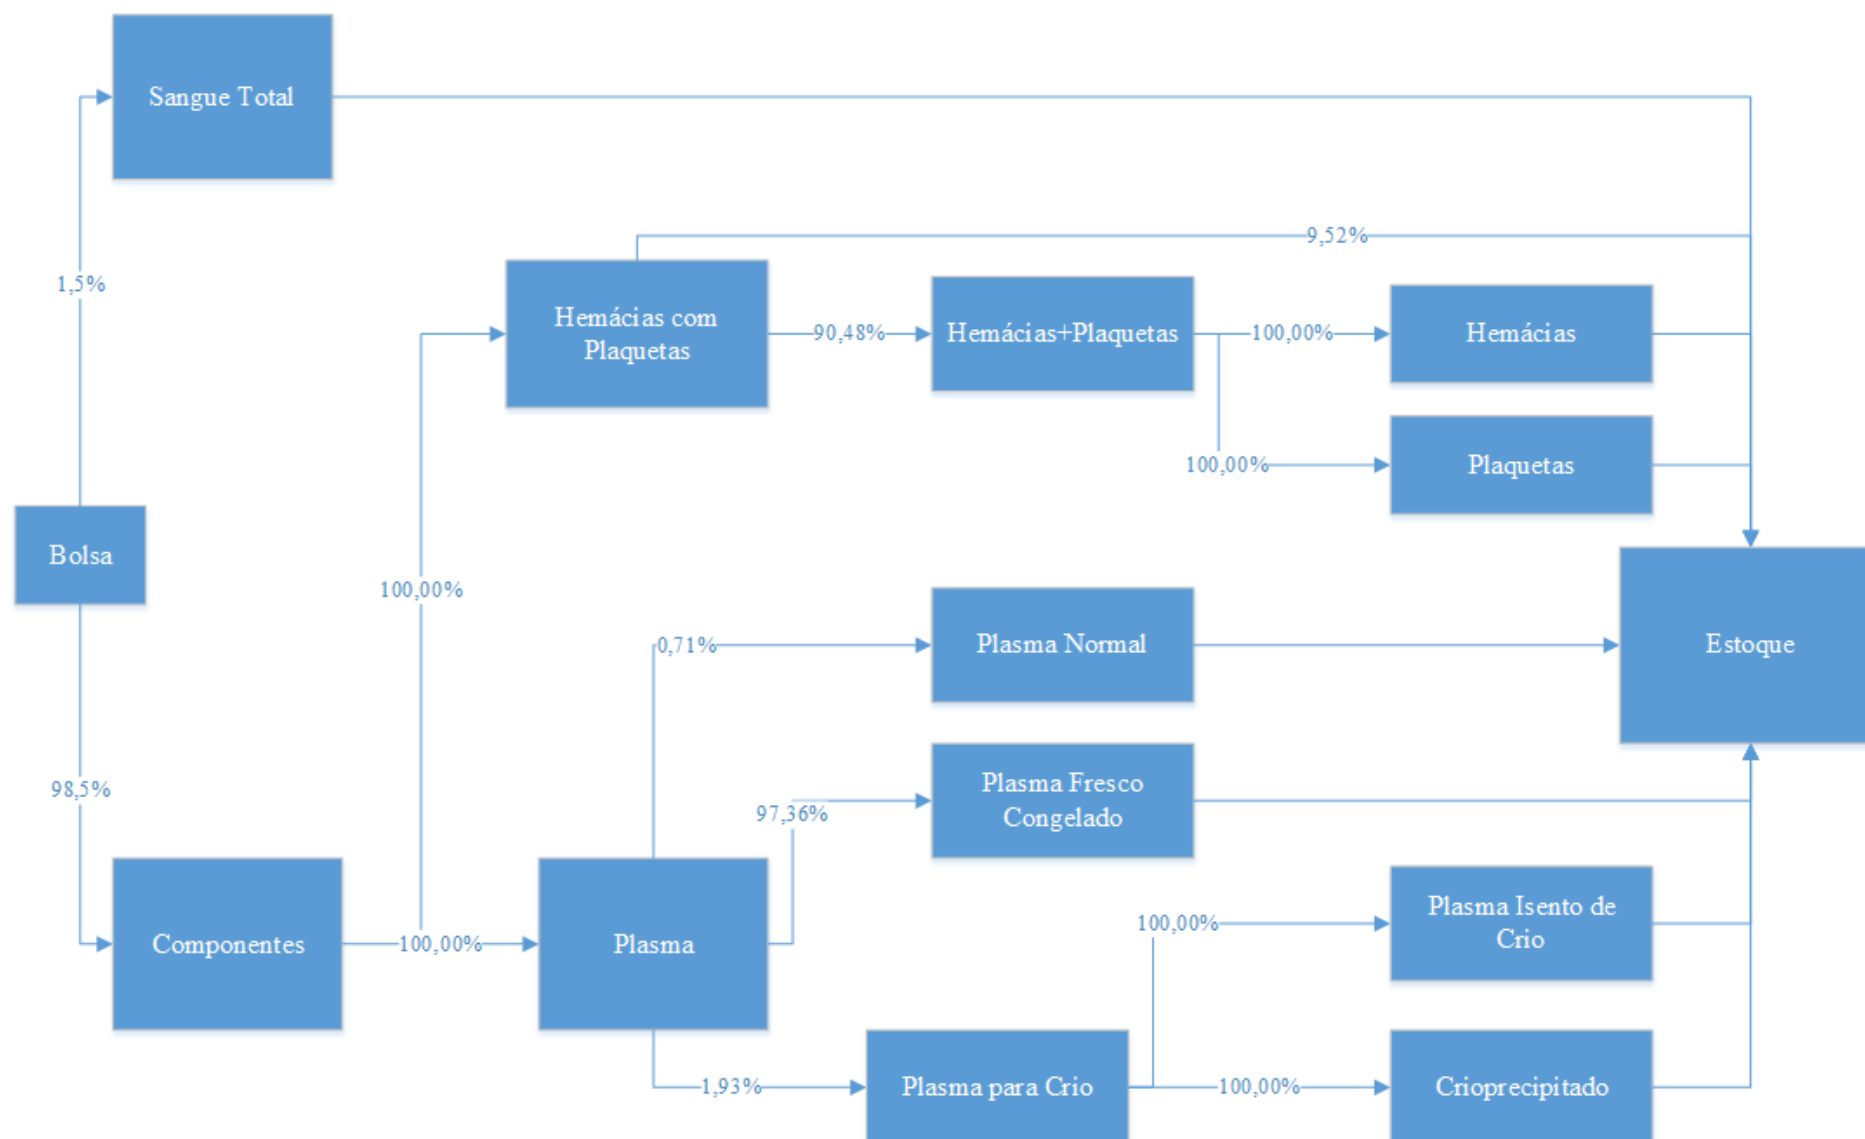 Sangue Total
1,5%
9,52%
Hemácias com
Plaquetas
90,48%
Hemácias+Plaquetas
100,00%
Hemácias
100,00%
Plaquetas
Bolsa
100,00%
0,71%
Plasma Normal
Estoque
98,5%
97,36%
Plasma Fresco
Congelado
Componentes
100,00%
Plasma
100,00%
Plasma Isento de
Crio
1,93%
Plasma para Crio
100,00%
Crioprecipitado